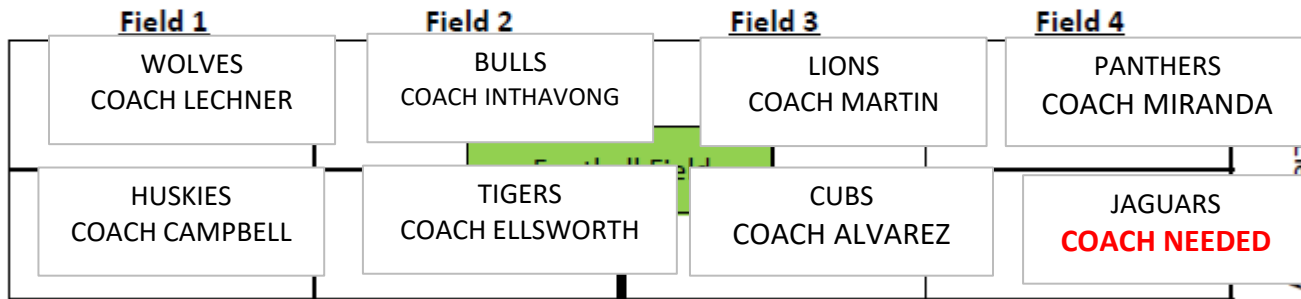 Field 1 Field 2 Field 3 Field 4
WOLVES
COACH LECHNER
BULLS
COACH INTHAVONG
LIONS
COACH MARTIN
PANTHERS
COACH MIRANDA
HUSKIES
COACH CAMPBELL
TIGERS
COACH ELLSWORTH
CUBS
COACH ALVAREZ
JAGUARS
COACH NEEDED